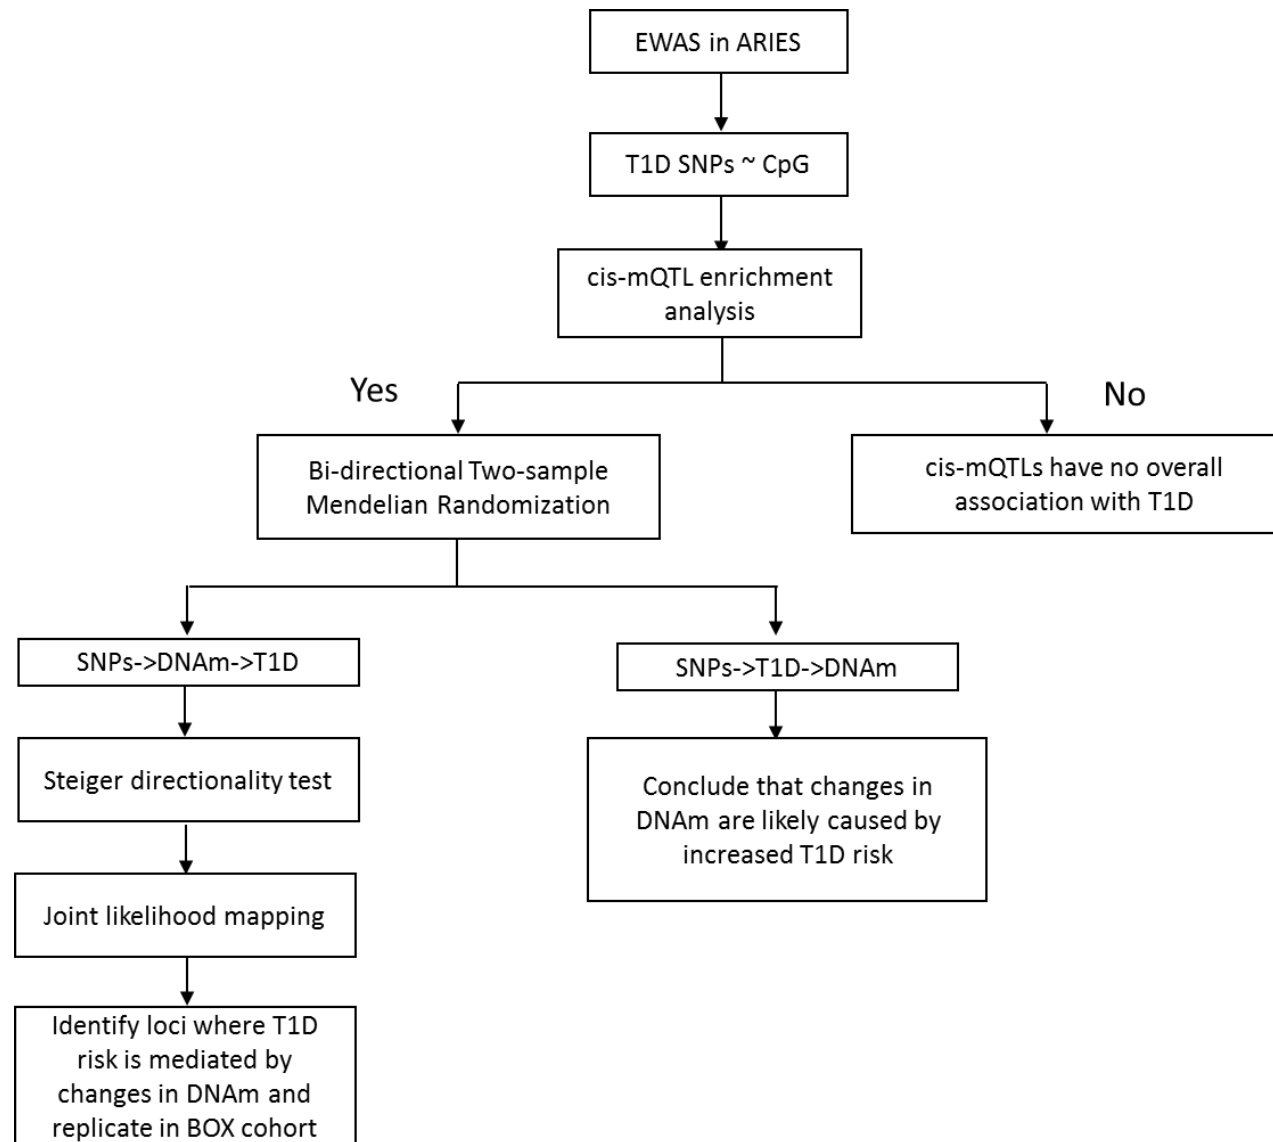 EWAS in ARIES
T1D SNPs ~ CpG
cis-mQTL enrichment
analysis
Yes
No
Bi-directional Two-sample
Mendelian Randomization
cis-mQTLs have no overall
association with T1D
SNPs->DNAm->T1D
SNPs->T1D->DNAm
Steiger directionality test
Conclude that changes in
DNAm are likely caused by
increased T1D risk
Joint likelihood mapping
Identify loci where T1D
risk is mediated by
changes in DNAm and
replicate in BOX cohort